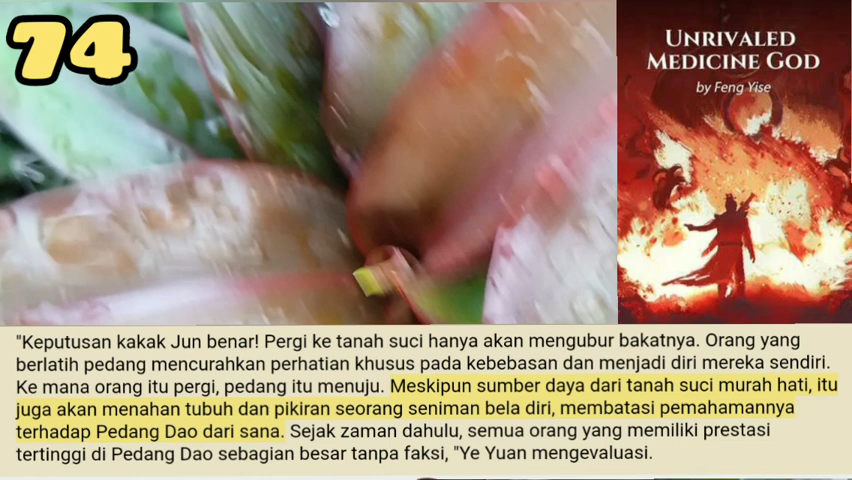 74
UNRIVALED
MEDICINE GOD
by Feng Yise
"Keputusan kakak Jun benar! Pergi ke tanah suci hanya akan mengubur bakatnya. Orang yang
berlatih pedang mencurahkan perhatian khusus pada kebebasan dan menjadi diri mereka sendiri.
Ke mana orang itu pergi, pedang itu menuju. Meskipun sumber daya dari tanah suci murah hati, itu
juga akan menahan tubuh dan pikiran seorang seniman bela diri, membatasi pemahamannya
terhadap Pedang Dao dari sana. Sejak zaman dahulu, semua orang yang memiliki prestasi
tertinggi di Pedang Dao sebagian besar tanpa faksi, "Ye Yuan mengevaluasi.